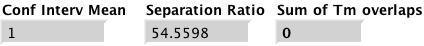 Conf Interv Mean Separation Ratio Sum of Tm overlaps
1 54.5598 0